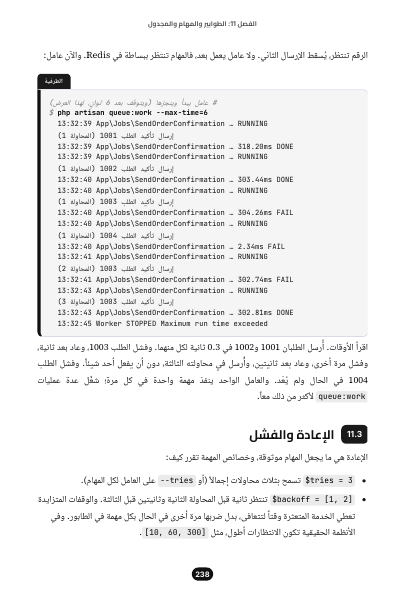 الفصل 11: الطوابير والمهام والمجدول
الرقم تنتظر، يُسقط الإرسال الثاني. ولا عامل يعمل بعد، فالمهام تنتظر ببساطة في Redis. والآن عامل:
الطرفية
# عامل يبدأ وينجزها (ويتوقف بعد 6 ثوانٍ، لهذا العرض)
$ php artisan queue:work --max-time=6
13:32:39 App\Jobs\SendOrderConfirmation … RUNNING
إرسال تأكيد الطلب 1001 (المحاولة 1)
13:32:39 App\Jobs\SendOrderConfirmation … 318.20ms DONE
13:32:39 App\Jobs\SendOrderConfirmation … RUNNING
إرسال تأكيد الطلب 1002 (المحاولة 1)
13:32:40 App\Jobs\SendOrderConfirmation … 303.44ms DONE
13:32:40 App\Jobs\SendOrderConfirmation … RUNNING
إرسال تأكيد الطلب 1003 (المحاولة 1)
13:32:40 App\Jobs\SendOrderConfirmation … 304.26ms FAIL
13:32:40 App\Jobs\SendOrderConfirmation … RUNNING
إرسال تأكيد الطلب 1004 (المحاولة 1)
13:32:40 App\Jobs\SendOrderConfirmation … 2.34ms FAIL
13:32:41 App\Jobs\SendOrderConfirmation … RUNNING
إرسال تأكيد الطلب 1003 (المحاولة 2)
13:32:41 App\Jobs\SendOrderConfirmation … 302.74ms FAIL
13:32:43 App\Jobs\SendOrderConfirmation … RUNNING
إرسال تأكيد الطلب 1003 (المحاولة 3)
13:32:43 App\Jobs\SendOrderConfirmation … 302.81ms DONE
13:32:45 Worker STOPPED Maximum run time exceeded
اقرأ الأوقات. أُرسل الطلبان 1001 و1002 في 0.3 ثانية لكل منهما. وفشل الطلب 1003، وعاد بعد ثانية،
وفشل مرة أخرى، وعاد بعد ثانيتين، وأُرسل في محاولته الثالثة، دون أن يفعل أحد شيئاً. وفشل الطلب
1004 في الحال ولم يُعَد. والعامل الواحد ينفذ مهمة واحدة في كل مرة؛ شغّل عدة عمليات
queue:work لأكثر من ذلك معاً.
11.3 الإعادة والفشل
الإعادة هي ما يجعل المهام موثوقة، وخصائص المهمة تقرر كيف:
• $tries = 3 تسمح بثلاث محاولات إجمالاً (أو --tries على العامل لكل المهام).
• $backoff = [1, 2] تنتظر ثانية قبل المحاولة الثانية وثانيتين قبل الثالثة. والوقفات المتزايدة
تعطي الخدمة المتعثرة وقتاً لتتعافى، بدل ضربها مرة أخرى في الحال بكل مهمة في الطابور. وفي
الأنظمة الحقيقية تكون الانتظارات أطول، مثل [10, 60, 300].
238